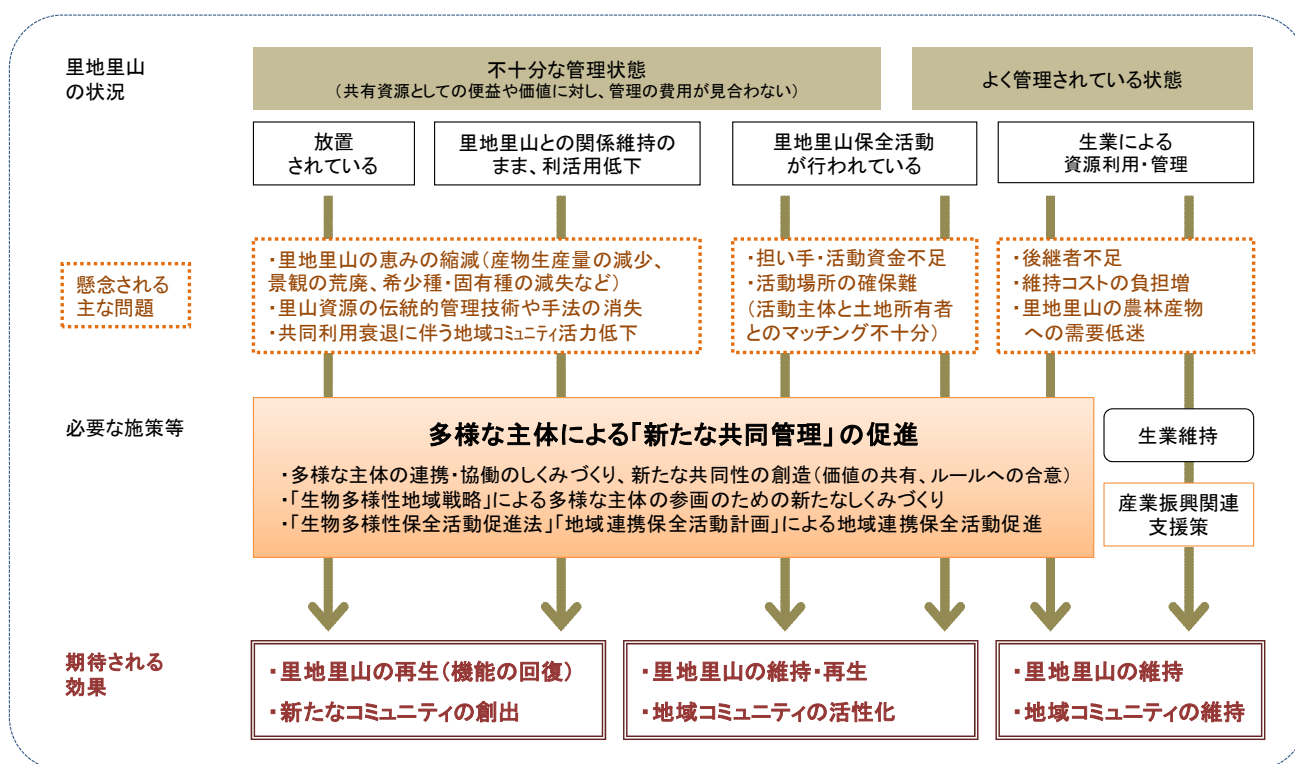 里地里山
の状況
不十分な管理状態
(共有資源としての便益や価値に対し、管理の費用が見合わない)
よく管理されている状態
放置
されている
里地里山との関係維持の
まま、利活用低下
里地里山保全活動
が行われている
生業による
資源利用・管理
懸念される
主な問題
・里地里山の恵みの縮減(産物生産量の減少、
景観の荒廃、希少種・固有種の減失など)
・里山資源の伝統的管理技術や手法の消失
・共同利用衰退に伴う地域コミュニティ活力低下
・担い手・活動資金不足
・活動場所の確保難
(活動主体と土地所有者
とのマッチング不十分)
・後継者不足
・維持コストの負担増
・里地里山の農林産物
への需要低迷
必要な施策等
多様な主体による「新たな共同管理」の促進
・多様な主体の連携・協働のしくみづくり、新たな共同性の創造(価値の共有、ルールへの合意)
・「生物多様性地域戦略」による多様な主体の参画のための新たなしくみづくり
・「生物多様性保全活動促進法」「地域連携保全活動計画」による地域連携保全活動促進
生業維持
産業振興関連
支援策
期待される
効果
・里地里山の再生(機能の回復)
・新たなコミュニティの創出
・里地里山の維持・再生
・地域コミュニティの活性化
・里地里山の維持
・地域コミュニティの維持